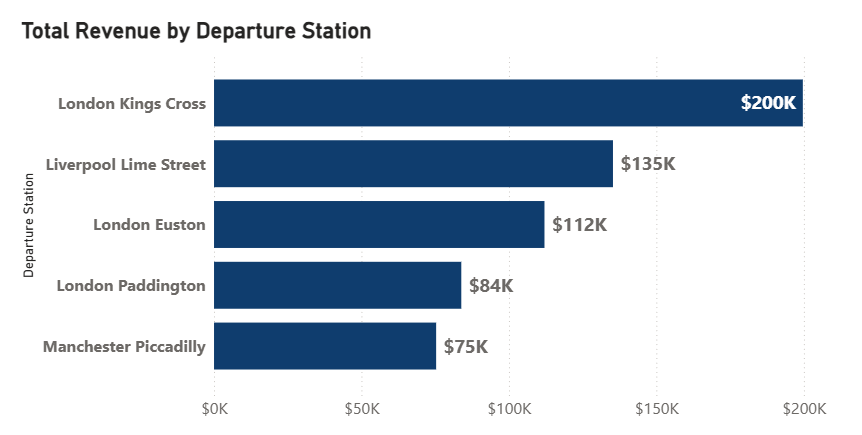 Total Revenue by Departure Station
Departure Station
London Kings Cross
$200K
Liverpool Lime Street
$135K
London Euston
$112K
London Paddington
$84K
Manchester Piccadilly
$75K
$0K
$50K
$100K
$150K
$200K